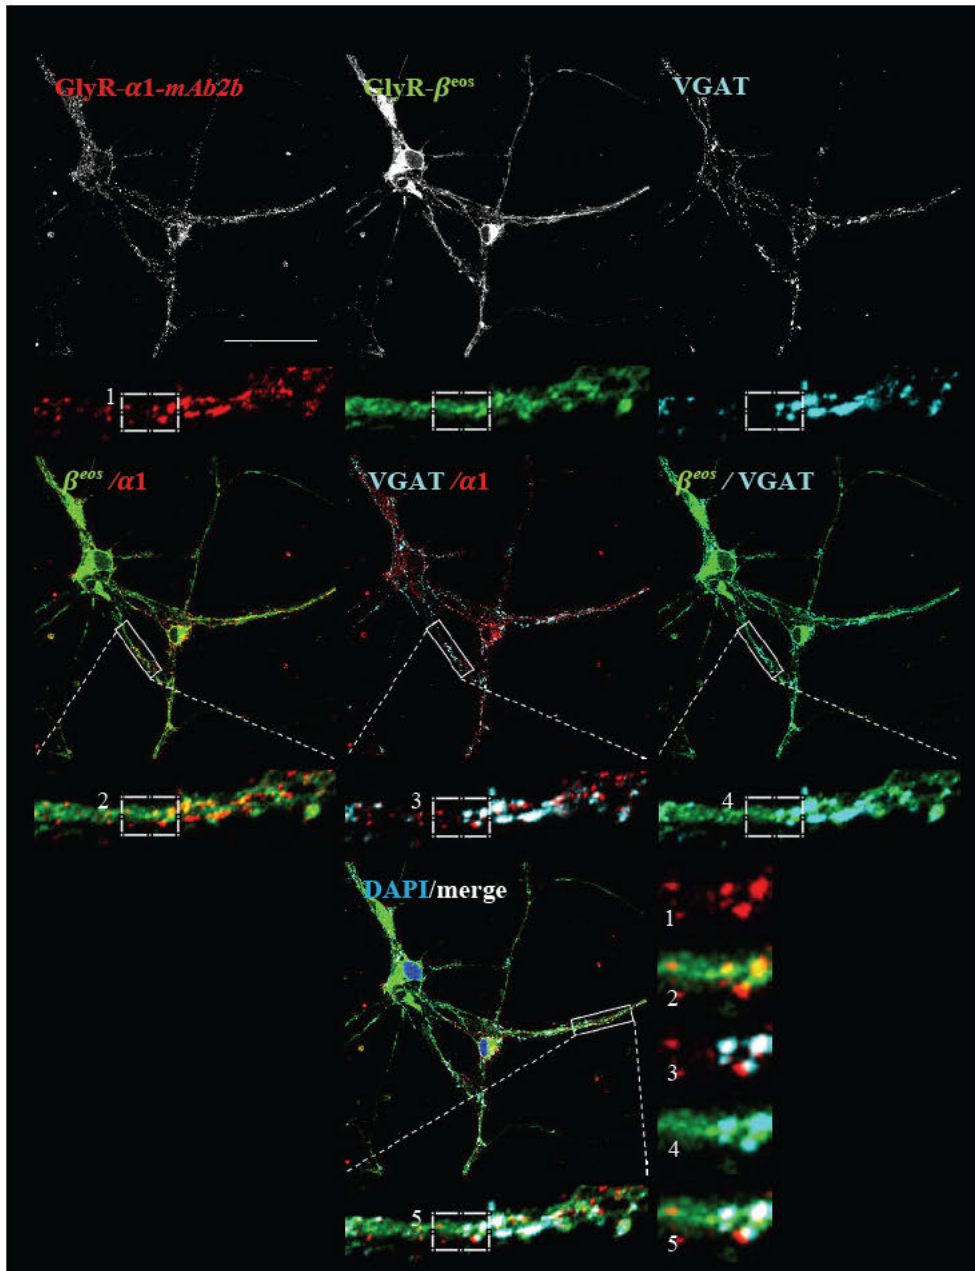 GlyR-α1-mAb2b
GlyR-β^eos
VGAT
1
β^eos /α1
VGAT /α1
β^eos / VGAT
2
3
4
DAPI/merge
1
2
3
4
5
5